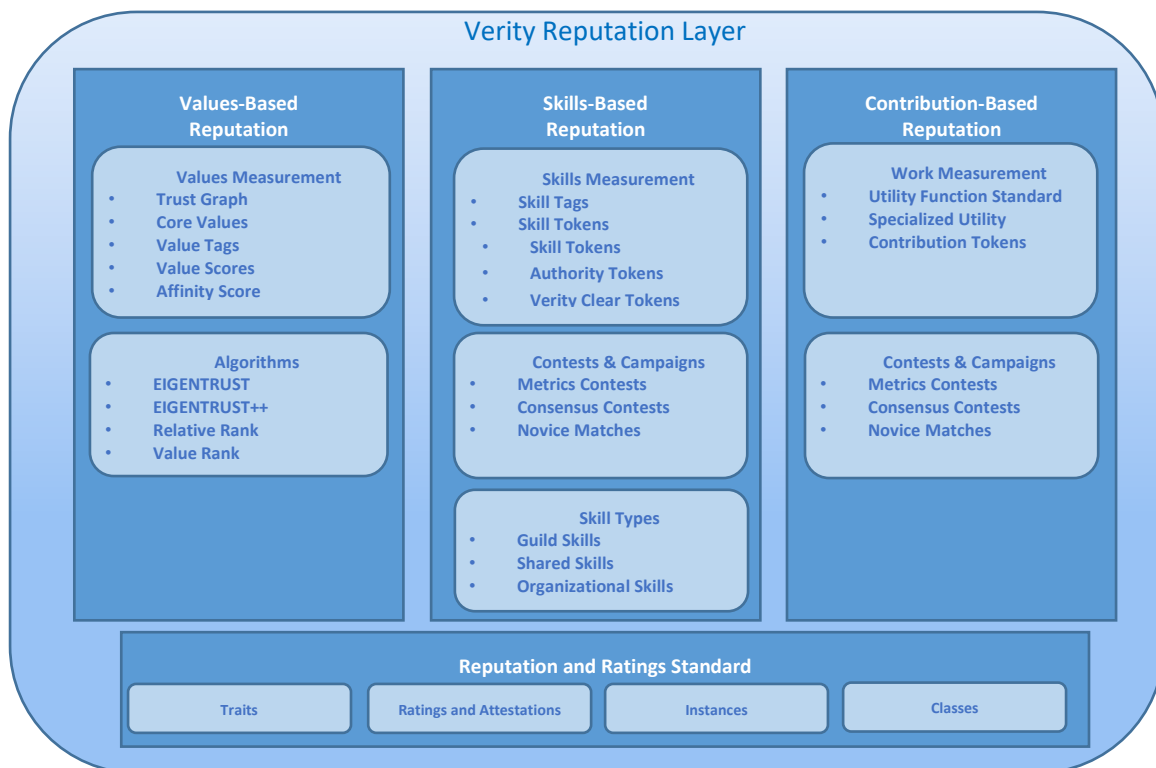 Verity Reputation Layer
Values-Based
Reputation
Values Measurement
• Trust Graph
• Core Values
• Value Tags
• Value Scores
• Affinity Score
Algorithms
• EIGENTRUST
• EIGENTRUST++
• Relative Rank
• Value Rank
Skills-Based
Reputation
Skills Measurement
• Skill Tags
• Skill Tokens
• Skill Tokens
• Authority Tokens
• Verity Clear Tokens
Contests & Campaigns
• Metrics Contests
• Consensus Contests
• Novice Matches
Skill Types
• Guild Skills
• Shared Skills
• Organizational Skills
Contribution-Based
Reputation
Work Measurement
• Utility Function Standard
• Specialized Utility
• Contribution Tokens
Contests & Campaigns
• Metrics Contests
• Consensus Contests
• Novice Matches
Reputation and Ratings Standard
Traits
Ratings and Attestations
Instances
Classes